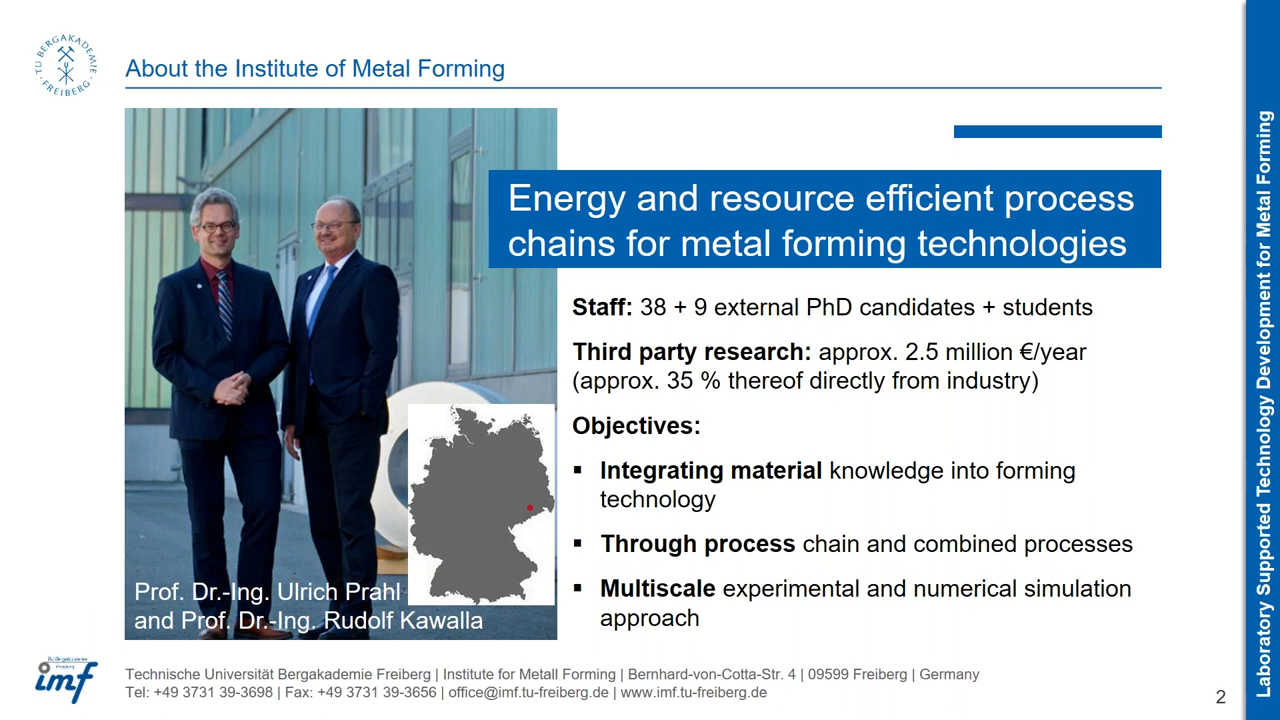 TU BERGAKADEMIE
· FREIBERG ·
About the Institute of Metal Forming
Energy and resource efficient process
chains for metal forming technologies
Staff: 38 + 9 external PhD candidates + students
Third party research: approx. 2.5 million €/year
(approx. 35 % thereof directly from industry)
Objectives:
▪ Integrating material knowledge into forming
technology
▪ Through process chain and combined processes
▪ Multiscale experimental and numerical simulation
approach
Prof. Dr.-Ing. Ulrich Prahl
and Prof. Dr.-Ing. Rudolf Kawalla
imf
Technische Universität Bergakademie Freiberg | Institute for Metall Forming | Bernhard-von-Cotta-Str. 4 | 09599 Freiberg | Germany
Tel: +49 3731 39-3698 | Fax: +49 3731 39-3656 | office@imf.tu-freiberg.de | www.imf.tu-freiberg.de
2
Laboratory Supported Technology Development for Metal Forming